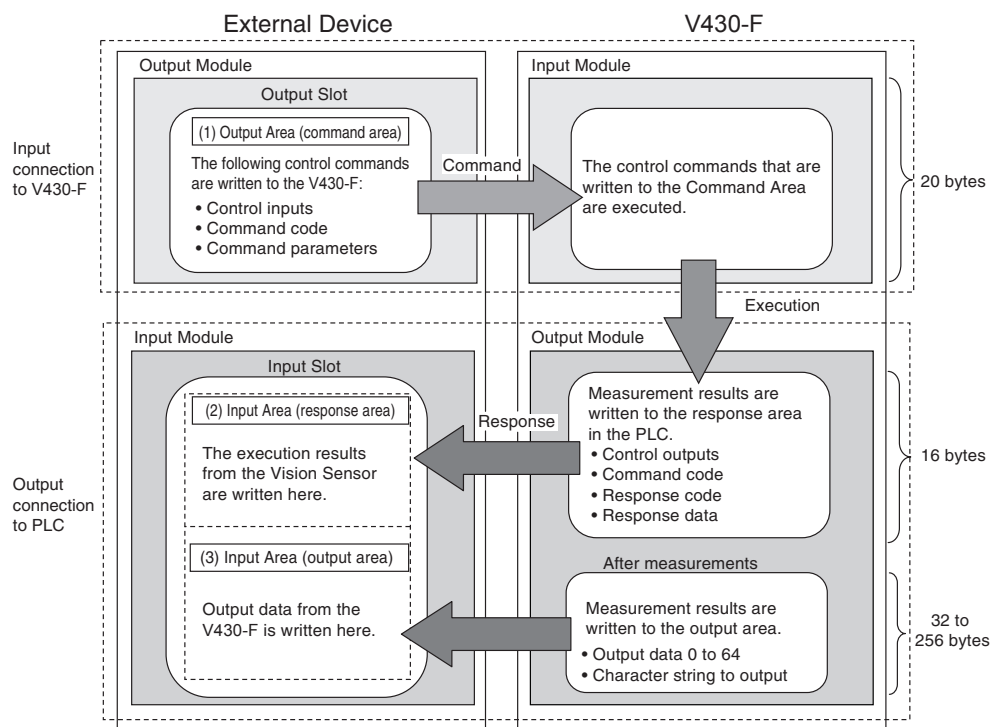 External Device
V430-F
Output Module
Input Module
Output Slot
(1) Output Area (command area)
The following control commands
are written to the V430-F:
• Control inputs
• Command code
• Command parameters
Input
connection
to V430-F
Command
The control commands that are
written to the Command Area
are executed.
20 bytes
Execution
Input Module
Output Module
Input Slot
(2) Input Area (response area)
The execution results
from the Vision Sensor
are written here.
Response
Measurement results are
written to the response area
in the PLC.
• Control outputs
• Command code
• Response code
• Response data
16 bytes
Output
connection
to PLC
(3) Input Area (output area)
Output data from the
V430-F is written here.
After measurements
Measurement results are
written to the output area.
• Output data 0 to 64
• Character string to output
32 to
256 bytes